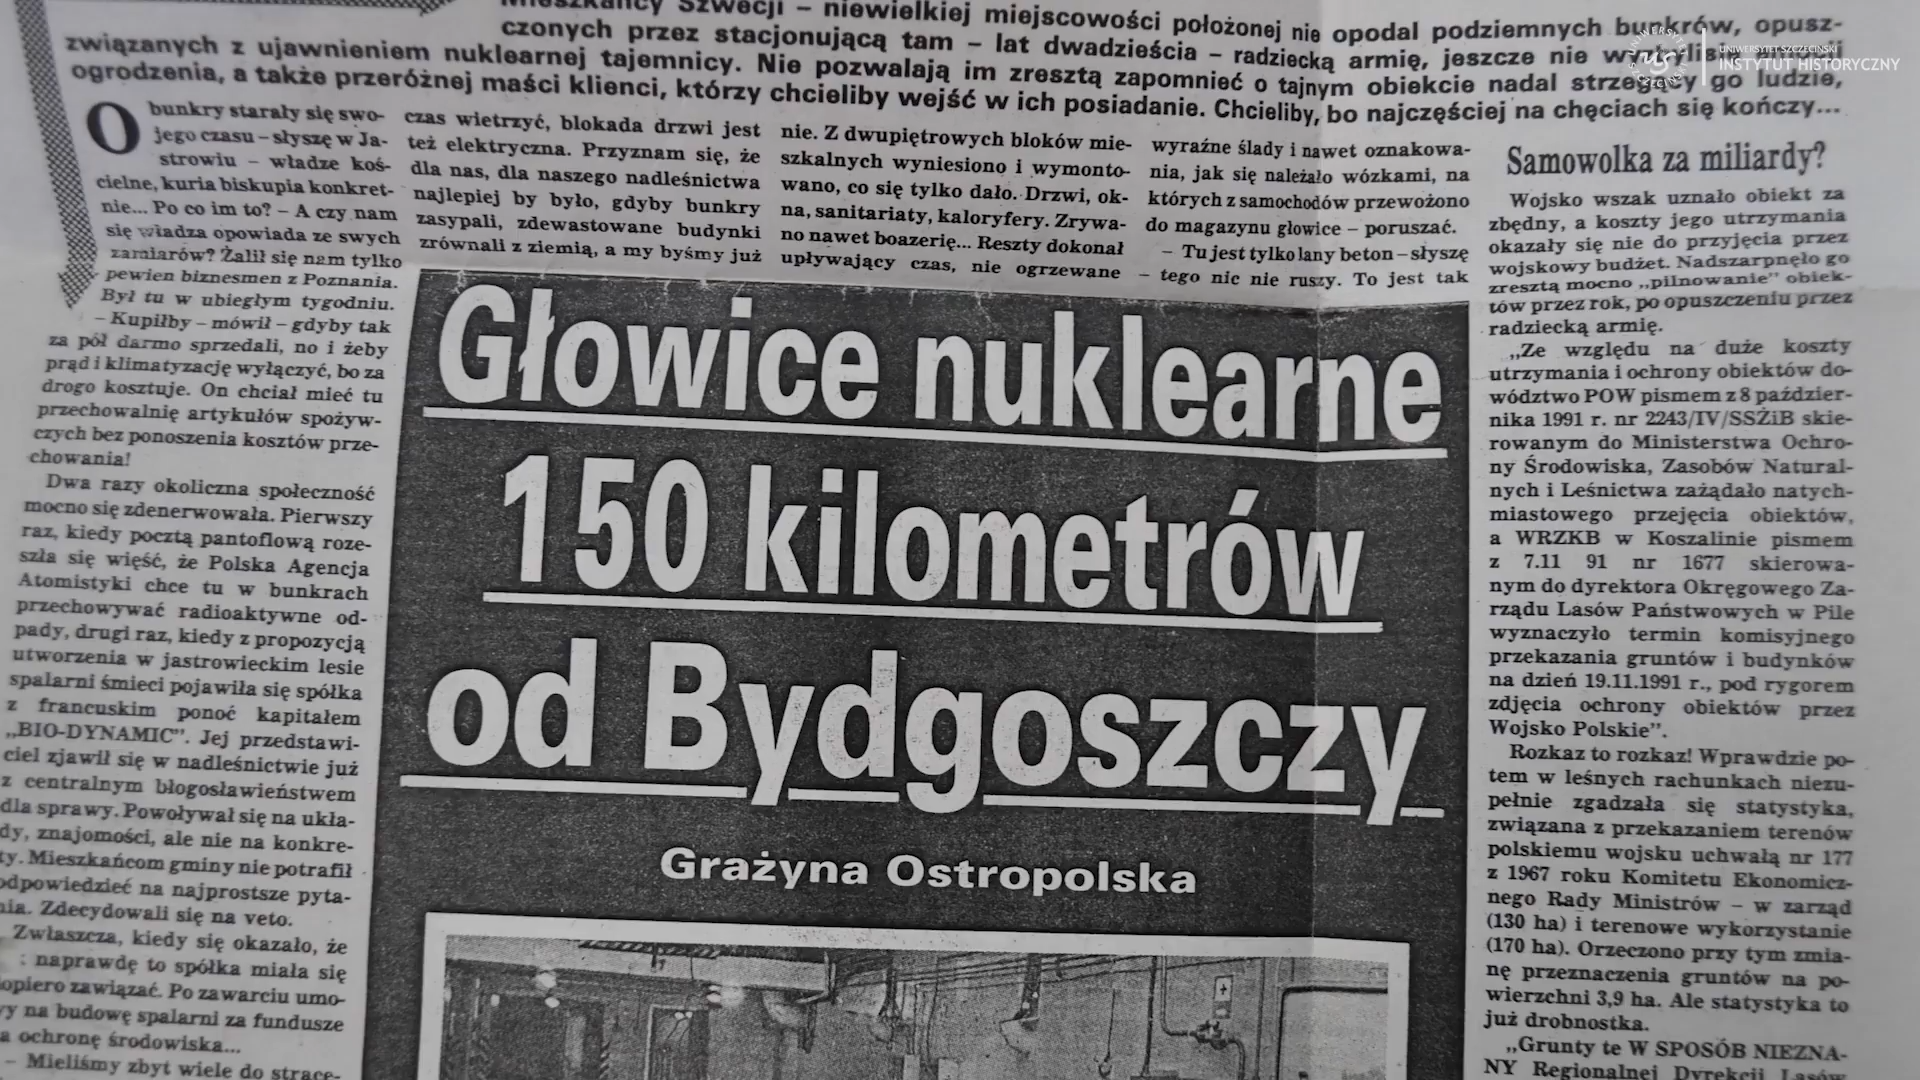 Mieszkańcy Szwecji – niewielkiej miejscowości położonej nie opodal podziemnych bunkrów, opusz-
czonych przez stacjonującą tam – lat dwadzieścia – radziecką armię, jeszcze nie
związanych z ujawnieniem nuklearnej tajemnicy. Nie pozwalają im zresztą zapomnieć o tajnym obiekcie nadal strzegący go ludzie,
ogrodzenia, a także przeróżnej maści klienci, którzy chcieliby wejść w ich posiadanie. Chcieliby, bo najczęściej na chęciach się kończy...
UNIWERSYTET SZCZECIŃSKI
INSTYTUT HISTORYCZNY
O bunkry starały się swo-
jego czasu – słyszę w Ja-
strowiu – władze koś-
cielne, kuria biskupia konkret-
nie... Po co im to? – A czy nam
się władza opowiada ze swych
zamiarów? Żalił się nam tylko
pewien biznesmen z Poznania.
Był tu w ubiegłym tygodniu.
– Kupiłby – mówił – gdyby tak
za pół darmo sprzedali, no i żeby
prąd i klimatyzację wyłączyć, bo za
drogo kosztuje. On chciał mieć tu
przechowalnię artykułów spożyw-
czych bez ponoszenia kosztów prze-
chowania!
Dwa razy okoliczna społeczność
mocno się zdenerwowała. Pierwszy
raz, kiedy pocztą pantoflową roze-
szła się więść, że Polska Agencja
Atomistyki chce tu w bunkrach
przechowywać radioaktywne od-
pady, drugi raz, kiedy z propozycją
utworzenia w jastrowieckim lesie
spalarni śmieci pojawiła się spółka
z francuskim ponoć kapitałem
„BIO-DYNAMIC”. Jej przedstawi-
ciel zjawił się w nadleśnictwie już
z centralnym błogosławieństwem
dla sprawy. Powoływał się na ukła-
dy, znajomości, ale nie na konkre-
ty. Mieszkańcom gminy nie potrafił
odpowiedzieć na najprostsze pyta-
nia. Zdecydowali się na veto.
Zwłaszcza, kiedy się okazało, że
naprawdę to spółka miała się
dopiero zawiązać. Po zawarciu umo-
wy na budowę spalarni za fundusze
na ochronę środowiska...
– Mieliśmy zbyt wiele do strace-
czas wietrzyć, blokada drzwi jest
też elektryczna. Przyznam się, że
dla nas, dla naszego nadleśnictwa
najlepiej by było, gdyby bunkry
zasypali, zdewastowane budynki
zrównali z ziemią, a my byśmy już
nie. Z dwupiętrowych bloków mie-
szkalnych wyniesiono i wymonto-
wano, co się tylko dało. Drzwi, ok-
na, sanitariaty, kaloryfery. Zrywa-
no nawet boazerię... Reszty dokonał
upływający czas, nie ogrzewane
wyraźne ślady i nawet oznakowa-
nia, jak się należało wózkami, na
których z samochodów przewożono
do magazynu głowice – poruszać.
– Tu jest tylko lany beton – słyszę
– tego nic nie ruszy. To jest tak
Głowice nuklearne
150 kilometrów
od Bydgoszczy
Grażyna Ostropolska
Samowolka za miliardy?
Wojsko wszak uznało obiekt za
zbędny, a koszty jego utrzymania
okazały się nie do przyjęcia przez
wojskowy budżet. Nadszarpnęło go
zresztą mocno „pilnowanie” obiek-
tów przez rok, po opuszczeniu przez
radziecką armię.
„Ze względu na duże koszty
utrzymania i ochrony obiektów do-
wództwo POW pismem z 8 paździer-
nika 1991 r. nr 2243/IV/SSŻiB skie-
rowanym do Ministerstwa Ochro-
ny Środowiska, Zasobów Natural-
nych i Leśnictwa zażądało natych-
miastowego przejęcia obiektów,
a WRZKB w Koszalinie pismem
z 7.11 91 nr 1677 skierowa-
nym do dyrektora Okręgowego Za-
rządu Lasów Państwowych w Pile
wyznaczyło termin komisyjnego
przekazania gruntów i budynków
na dzień 19.11.1991 r., pod rygorem
zdjęcia ochrony obiektów przez
Wojsko Polskie”.
Rozkaz to rozkaz! Wprawdzie po-
tem w leśnych rachunkach niezu-
pełnie zgadzała się statystyka,
związana z przekazaniem terenów
polskiemu wojsku uchwałą nr 177
z 1967 roku Komitetu Ekonomicz-
nego Rady Ministrów – w zarząd
(130 ha) i terenowe wykorzystanie
(170 ha). Orzeczono przy tym zmia-
nę przeznaczenia gruntów na po-
wierzchni 3,9 ha. Ale statystyka to
już drobnostka.
„Grunty te W SPOSÓB NIEZNA-
NY Regionalnej Dyrekcji Lasów